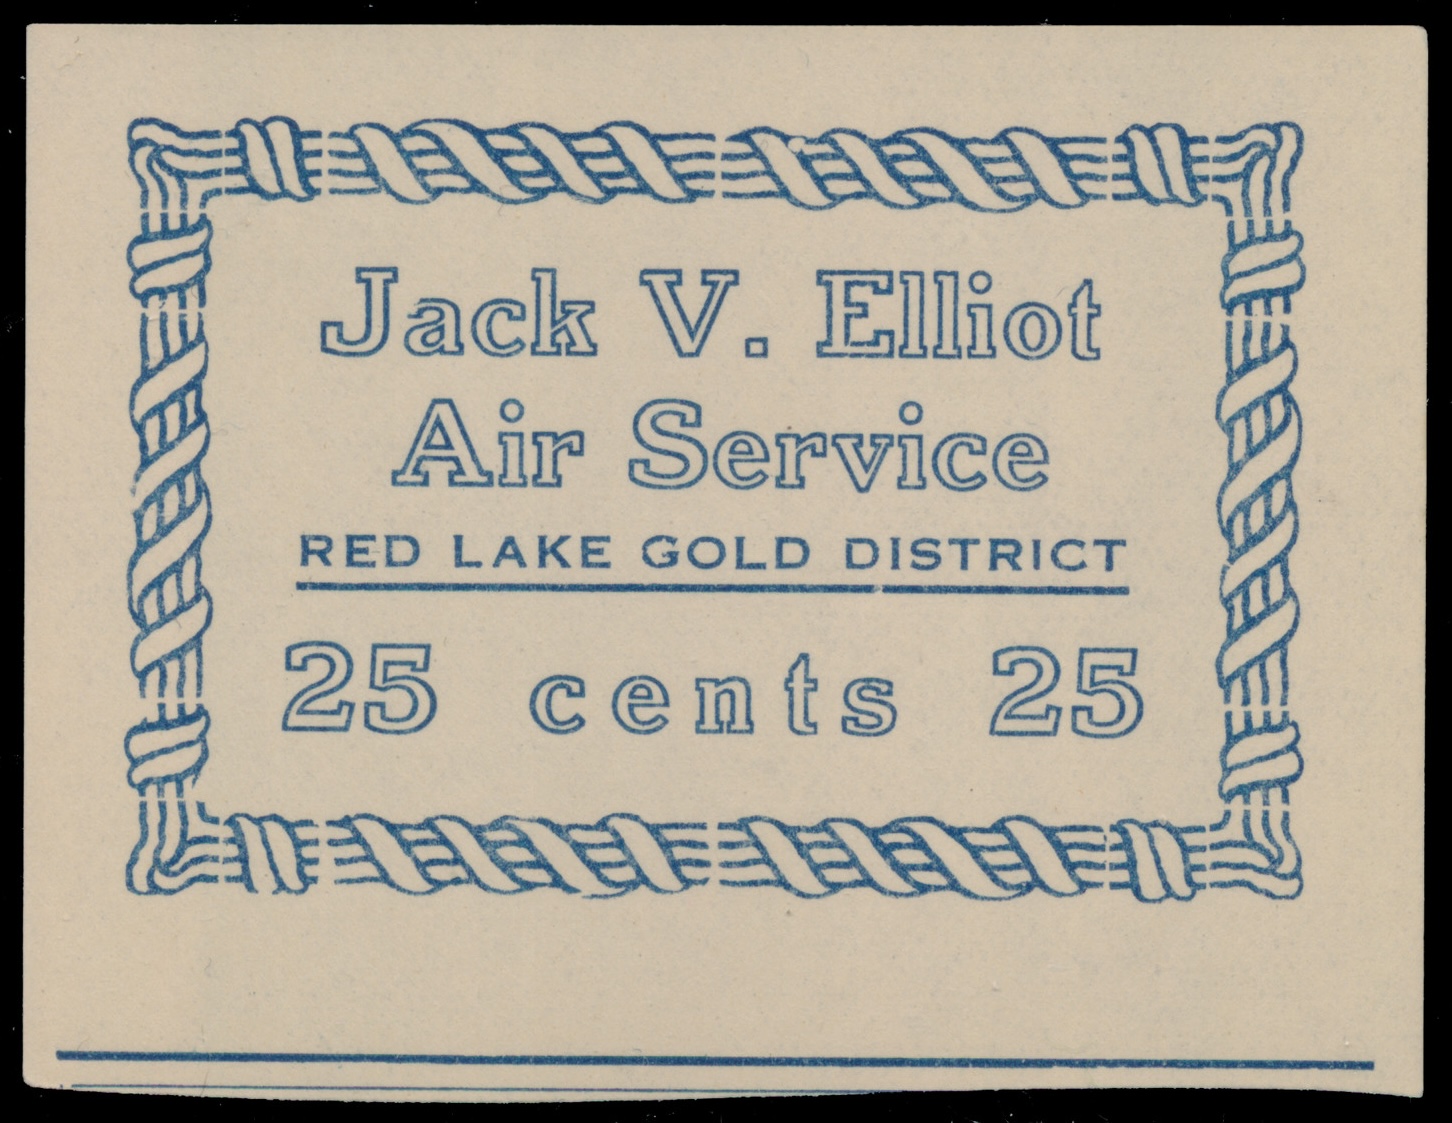 Jack V. Elliot
Air Service
RED LAKE GOLD DISTRICT
25 cents 25